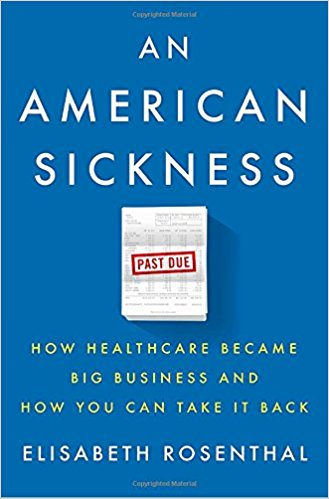 AN
AMERICAN
SICKNESS
PAST DUE
HOW HEALTHCARE BECAME
BIG BUSINESS AND
HOW YOU CAN TAKE IT BACK
ELISABETH ROSENTHAL